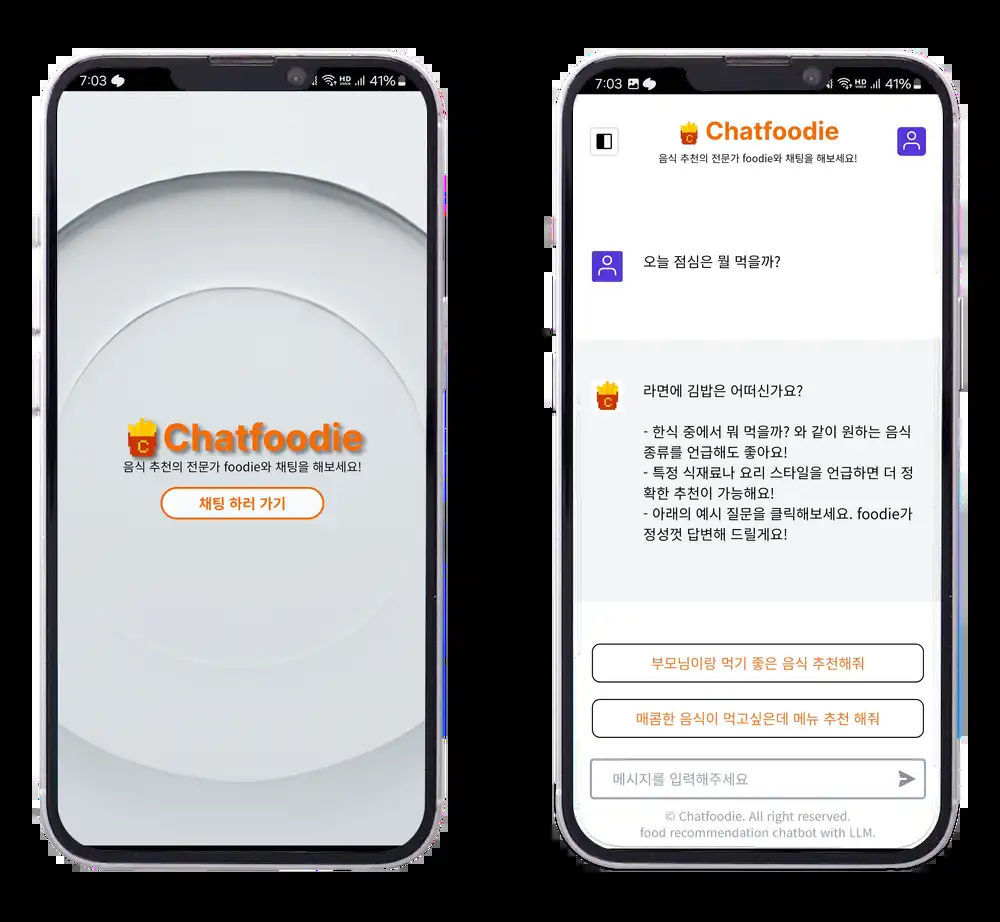 7:03
HD
41%
Chatfoodie
음식 추천의 전문가 foodie와 채팅을 해보세요!
채팅 하러 가기
7:03
HD
41%
Chatfoodie
음식 추천의 전문가 foodie와 채팅을 해보세요!
오늘 점심은 뭘 먹을까?
C
라면에 김밥은 어떠신가요?
- 한식 중에서 뭐 먹을까? 와 같이 원하는 음식
종류를 언급해도 좋아요!
- 특정 식재료나 요리 스타일을 언급하면 더 정
확한 추천이 가능해요!
- 아래의 예시 질문을 클릭해보세요. foodie가
정성껏 답변해 드릴게요!
부모님이랑 먹기 좋은 음식 추천해줘
매콤한 음식이 먹고싶은데 메뉴 추천 해줘
메시지를 입력해주세요
© Chatfoodie. All right reserved.
food recommendation chatbot with LLM.